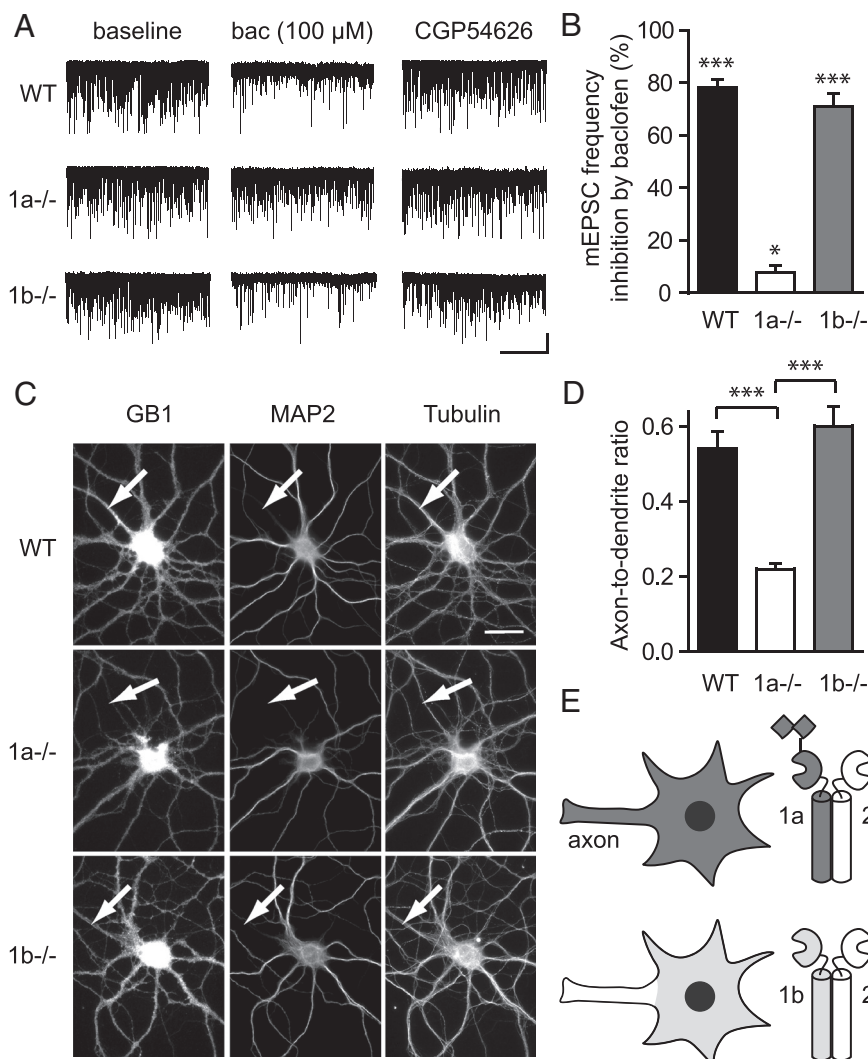 A
baseline
bac (100 µM)
CGP54626
WT
1a-/-
1b-/-
B
mEPSC frequency
inhibition by baclofen (%)
100
80
60
40
20
0
***
*
***
WT
1a-/-
1b-/-
C
GB1
MAP2
Tubulin
WT
1a-/-
1b-/-
D
Axon-to-dendrite ratio
0.6
0.4
0.2
0.0
***
***
WT
1a-/-
1b-/-
E
axon
1a
2
1b
2